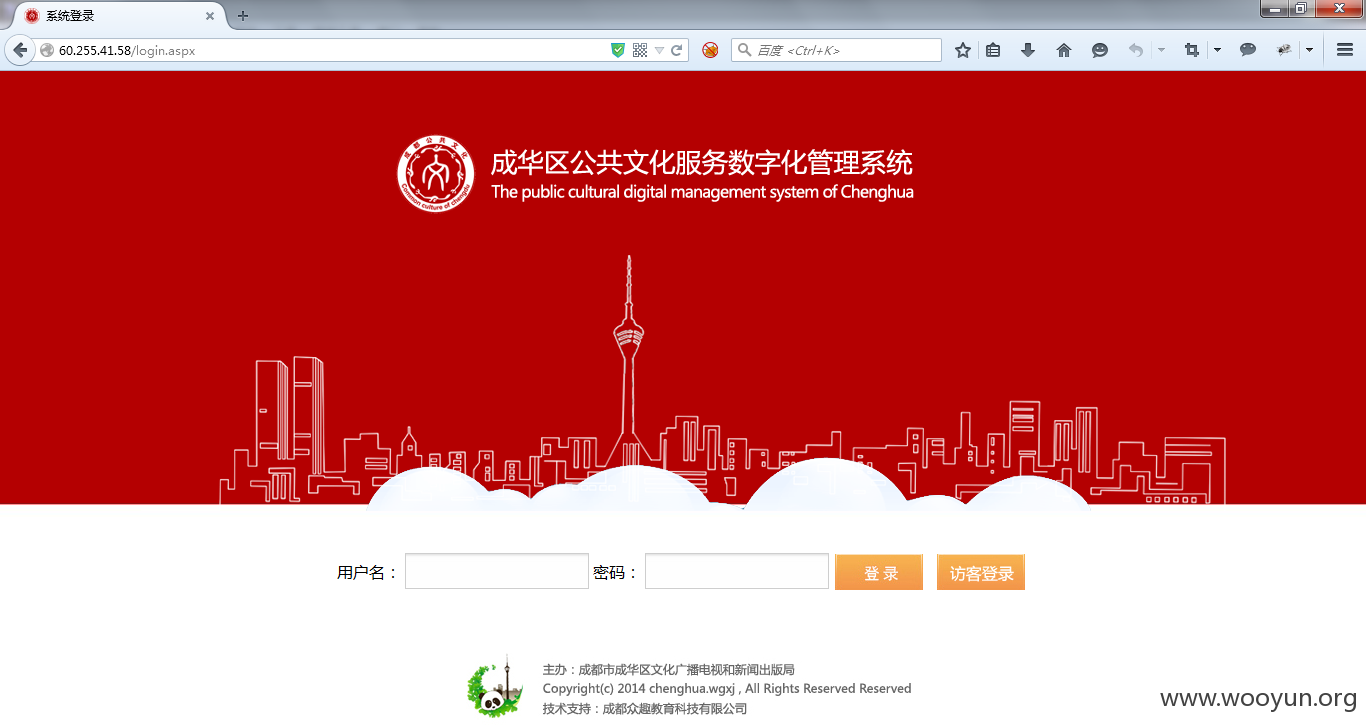 系统登录
60.255.41.58/login.aspx
百度 <Ctrl+K>
成都公共文化
Common culture of chengdu
成华区公共文化服务数字化管理系统
The public cultural digital management system of Chenghua
用户名：
密码：
登 录
访客登录
主办：成都市成华区文化广播电视和新闻出版局
Copyright(c) 2014 chenghua.wgxj , All Rights Reserved Reserved
技术支持：成都众趣教育科技有限公司
www.wooyun.org